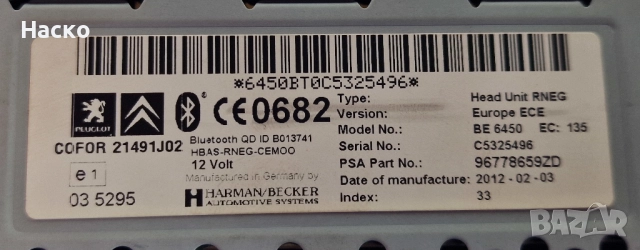 Hacko
*6450BT0C5325496*
PEUGEOT
CE0682
COFOR 21491J02
Bluetooth QD ID B013741
HBAS-RNEG-CEMOO
12 Volt
Manufactured in Germany by
HARMAN/BECKER
AUTOMOTIVE SYSTEMS
e1
03 5295
Type: Head Unit RNEG
Version: Europe ECE
Model No.: BE 6450 EC: 135
Serial No: C5325496
PSA Part No.: 96778659ZD
Date of manufacture: 2012-02-03
Index: 33
BAZAR
bg